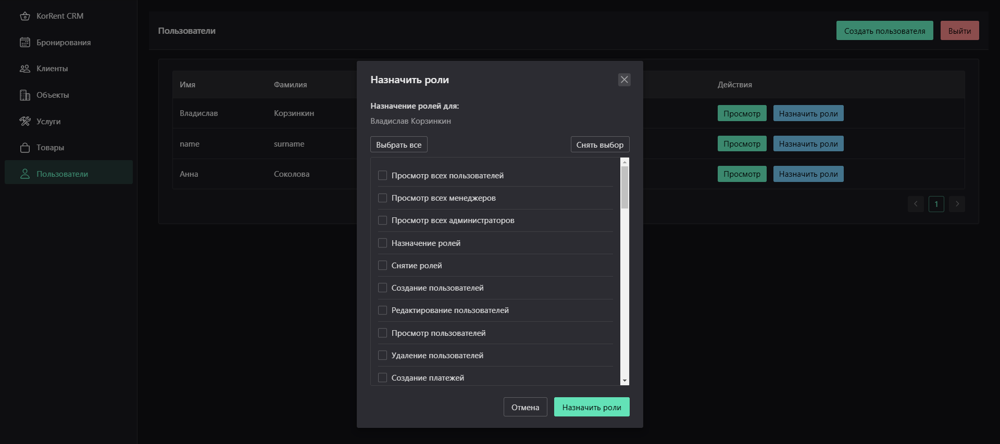 KorRent CRM
Бронирования
Клиенты
Объекты
Услуги
Товары
Пользователи
Пользователи
Создать пользователя
Выйти
Имя Фамилия Действия
Владислав Корзинкин Просмотр Назначить роли
name surname Просмотр Назначить роли
Анна Соколова Просмотр Назначить роли
1
Назначить роли
Назначение ролей для:
Владислав Корзинкин
Выбрать все Снять выбор
Просмотр всех пользователей
Просмотр всех менеджеров
Просмотр всех администраторов
Назначение ролей
Снятие ролей
Создание пользователей
Редактирование пользователей
Просмотр пользователей
Удаление пользователей
Создание платежей
Отмена Назначить роли